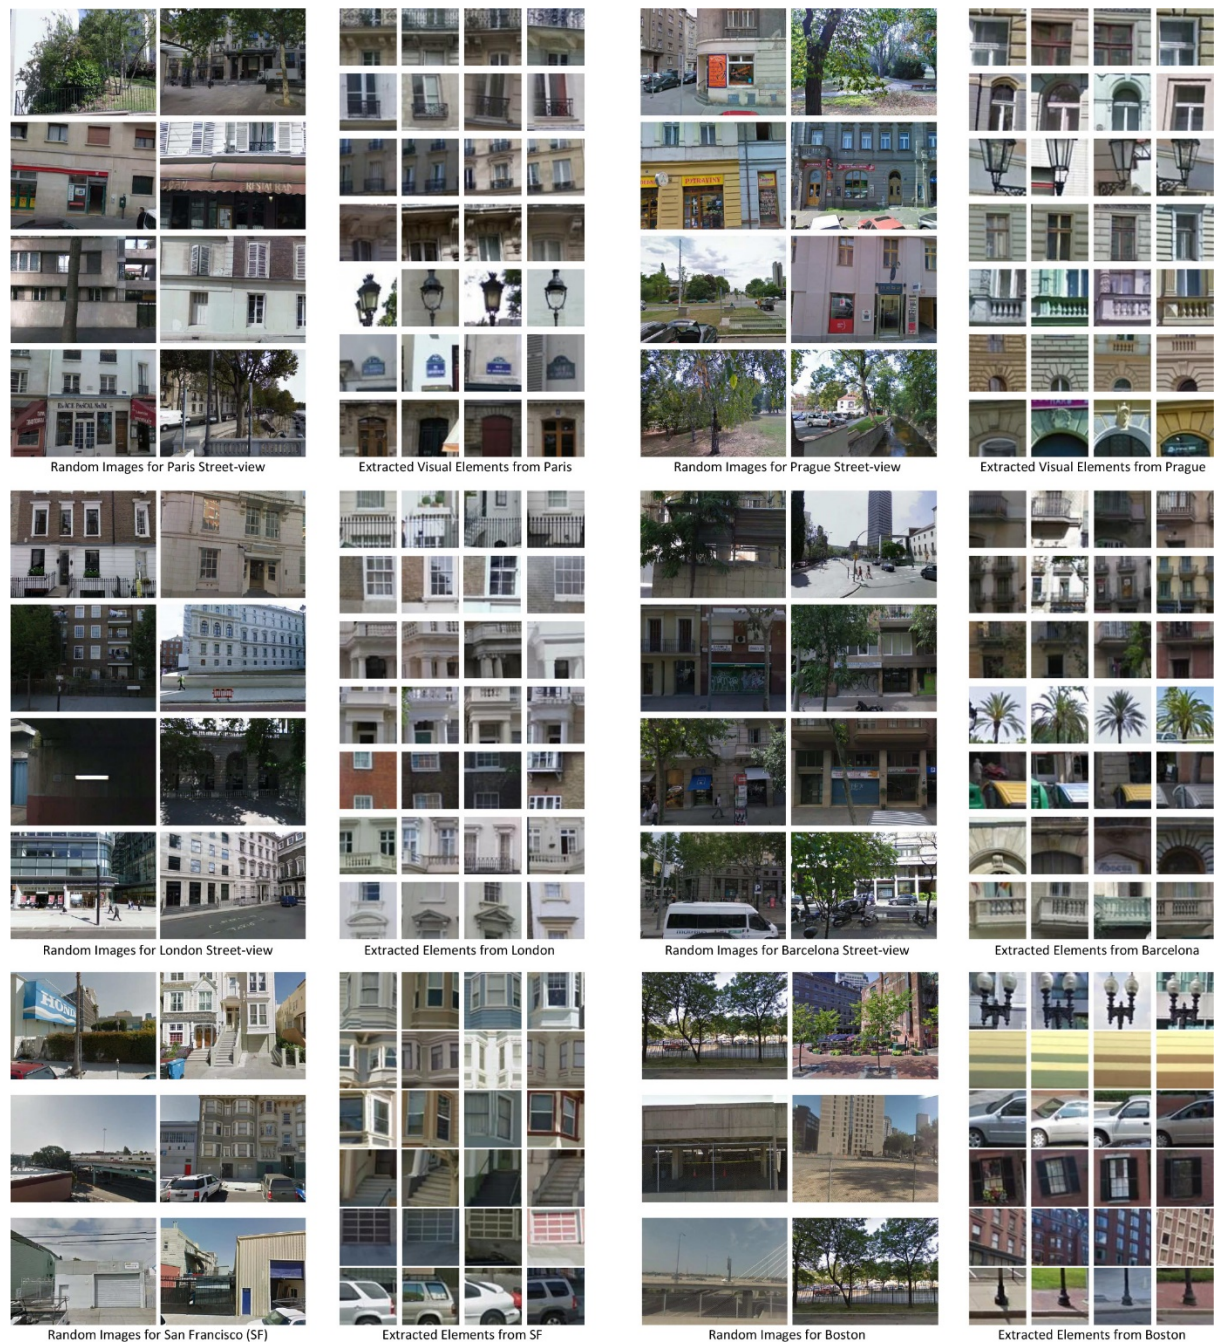 RESTAURAN
POTRAVINY
Random Images for Paris Street-view
Extracted Visual Elements from Paris
Random Images for Prague Street-view
Extracted Visual Elements from Prague
Random Images for London Street-view
Extracted Elements from London
Random Images for Barcelona Street-view
Extracted Elements from Barcelona
HONDA
Random Images for San Francisco (SF)
Extracted Elements from SF
Random Images for Boston
Extracted Elements from Boston